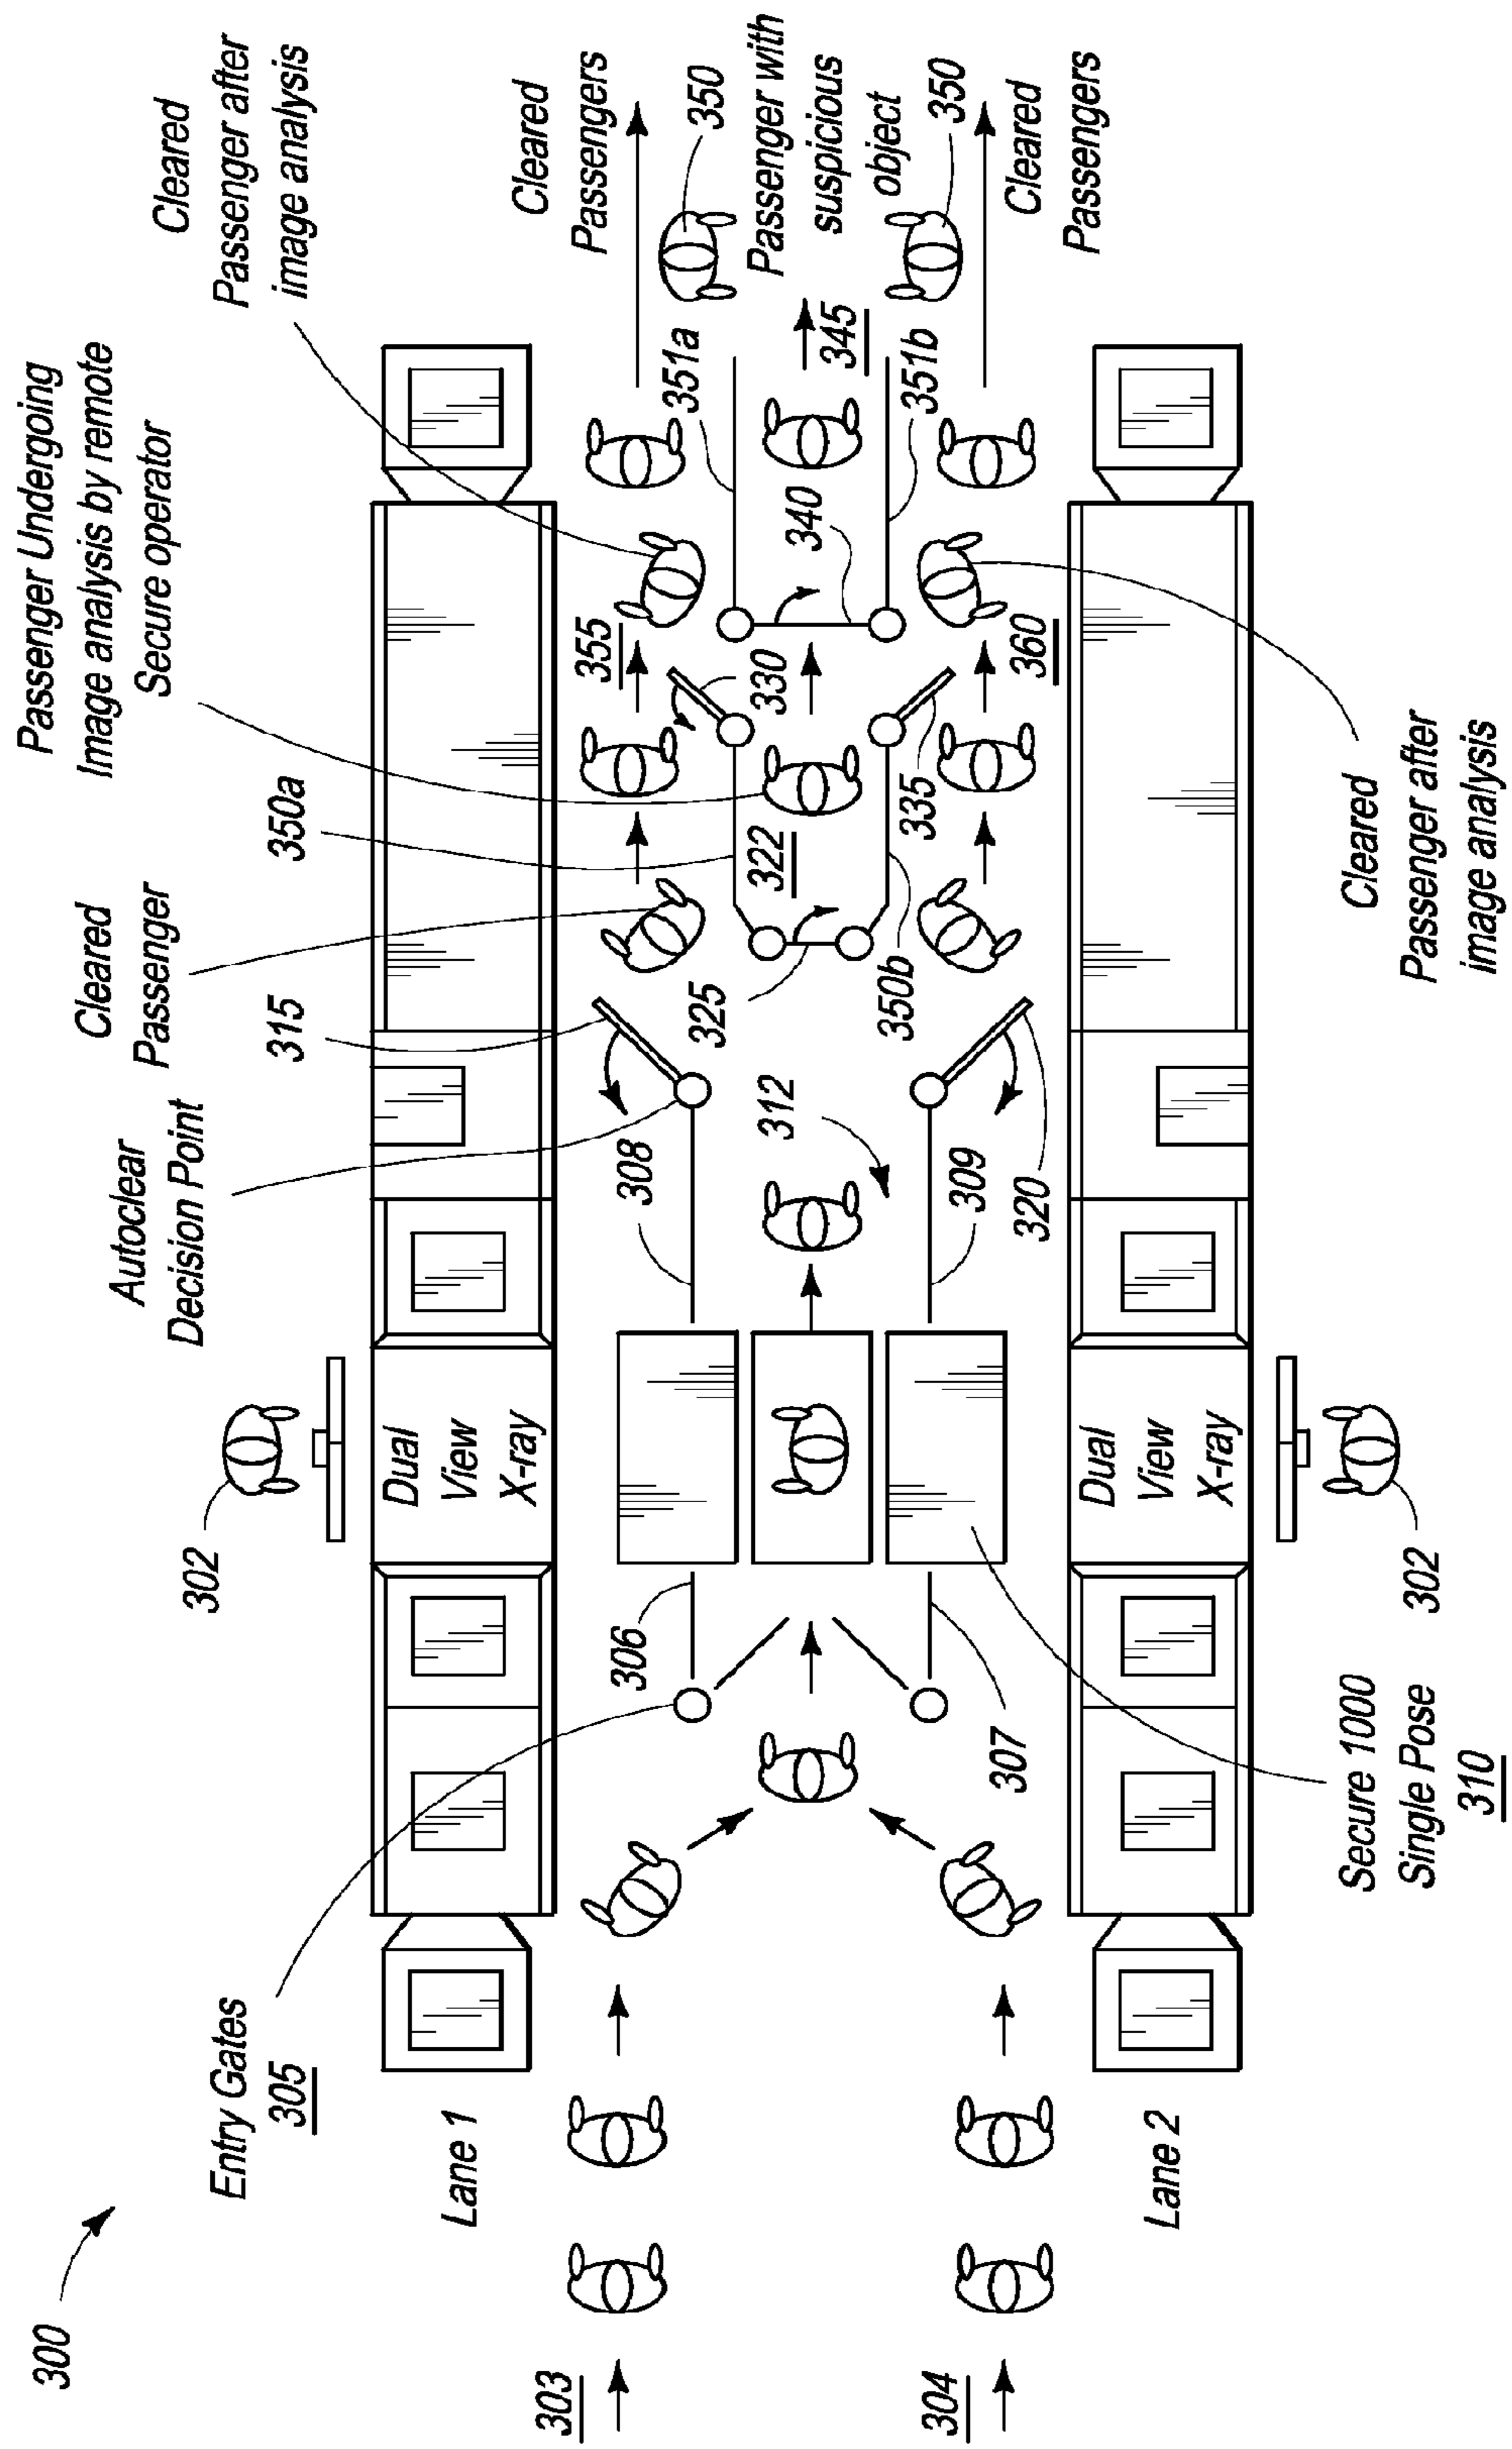 300
Entry Gates
305
Autoclear
Decision Point
315
Cleared
Passenger
350a
Passenger Undergoing
Image analysis by remote
Secure operator
Cleared
Passenger after
image analysis
302
Lane 1
Dual
View
X-ray
303
306
308
355
Cleared
Passengers
325
322
330
351a
350
312
340
345
Passenger with
suspicious
object
304
307
309
350b
335
351b
350
320
360
Cleared
Passengers
Lane 2
Dual
View
X-ray
302
Secure 1000
Single Pose
310
Cleared
Passenger after
image analysis